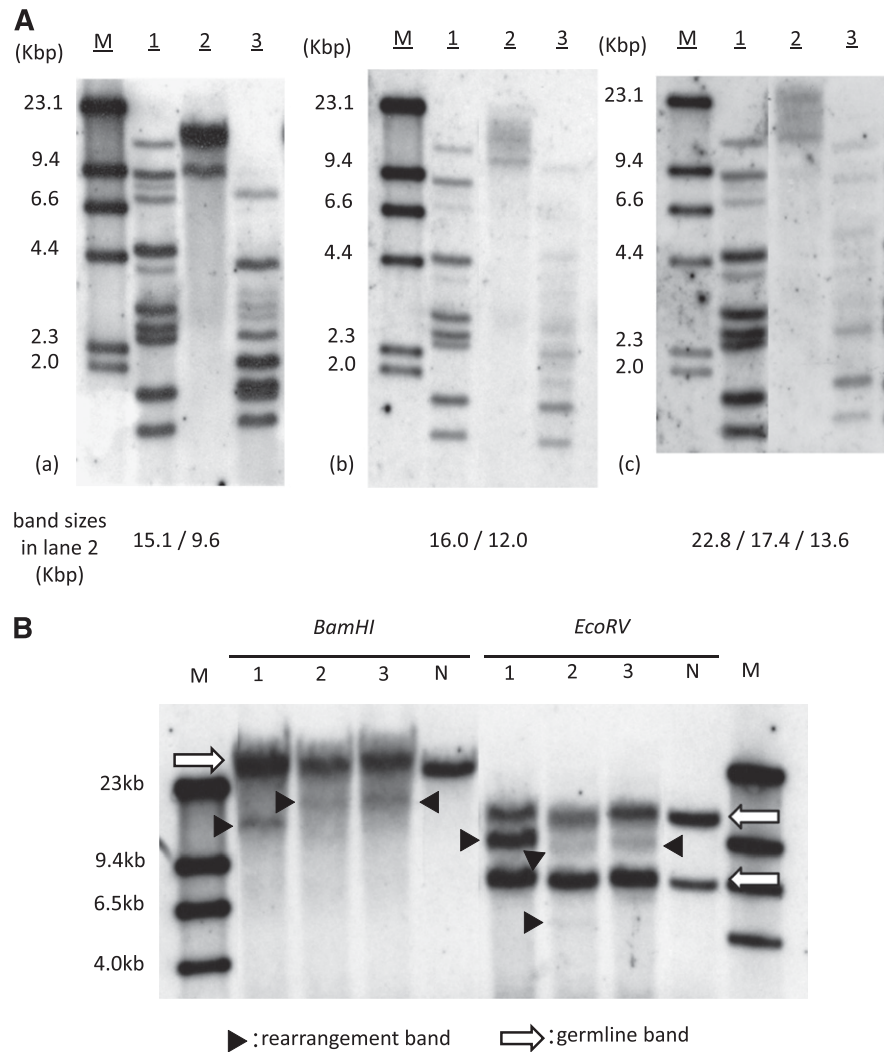 A
(Kbp) M 1 2 3 (Kbp) M 1 2 3 (Kbp) M 1 2 3
23.1 23.1 23.1
9.4 9.4 9.4
6.6 6.6 6.6
4.4 4.4 4.4
2.3 2.3 2.3
2.0 2.0 2.0
(a) (b) (c)
band sizes
in lane 2 15.1 / 9.6 16.0 / 12.0 22.8 / 17.4 / 13.6
(Kbp)
B
BamHI EcoRV
M 1 2 3 N 1 2 3 N M
23kb
9.4kb
6.5kb
4.0kb
:rearrangement band :germline band